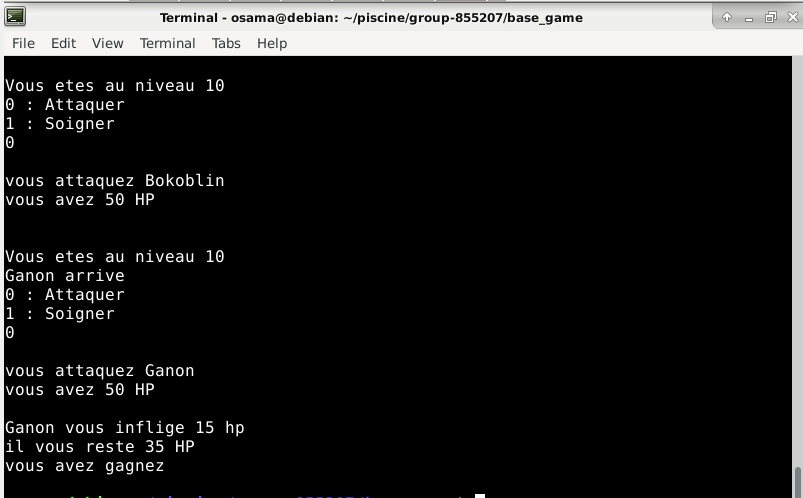 Terminal - osama@debian: ~/piscine/group-855207/base_game
File Edit View Terminal Tabs Help
Vous etes au niveau 10
0 : Attaquer
1 : Soigner
0
vous attaquez Bokoblin
vous avez 50 HP
Vous etes au niveau 10
Ganon arrive
0 : Attaquer
1 : Soigner
0
vous attaquez Ganon
vous avez 50 HP
Ganon vous inflige 15 hp
il vous reste 35 HP
vous avez gagnez